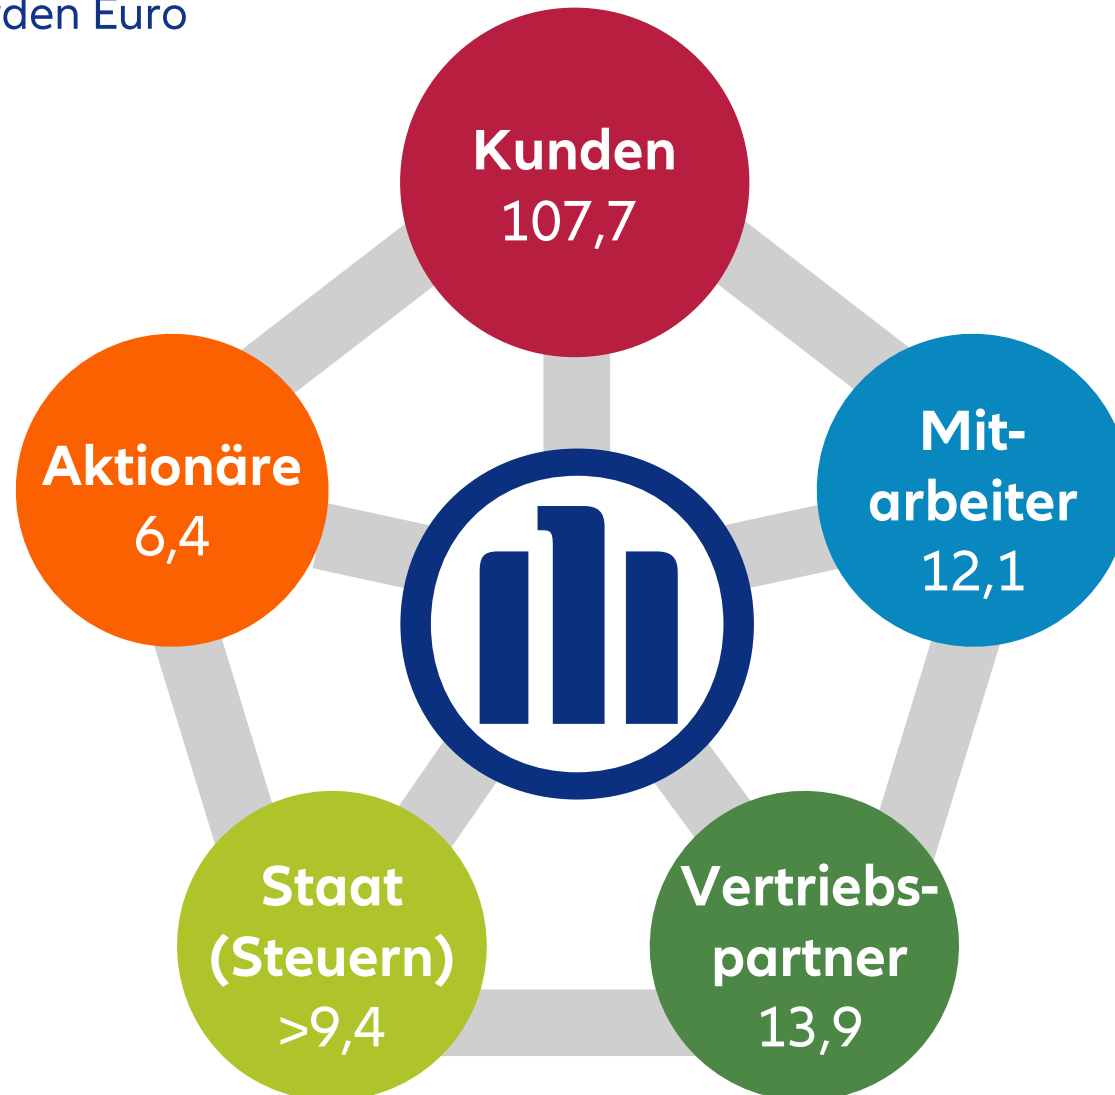 den Euro
Kunden
107,7
Aktionäre
6,4
Mit-
arbeiter
12,1
Staat
(Steuern)
>9,4
Vertriebs-
partner
13,9